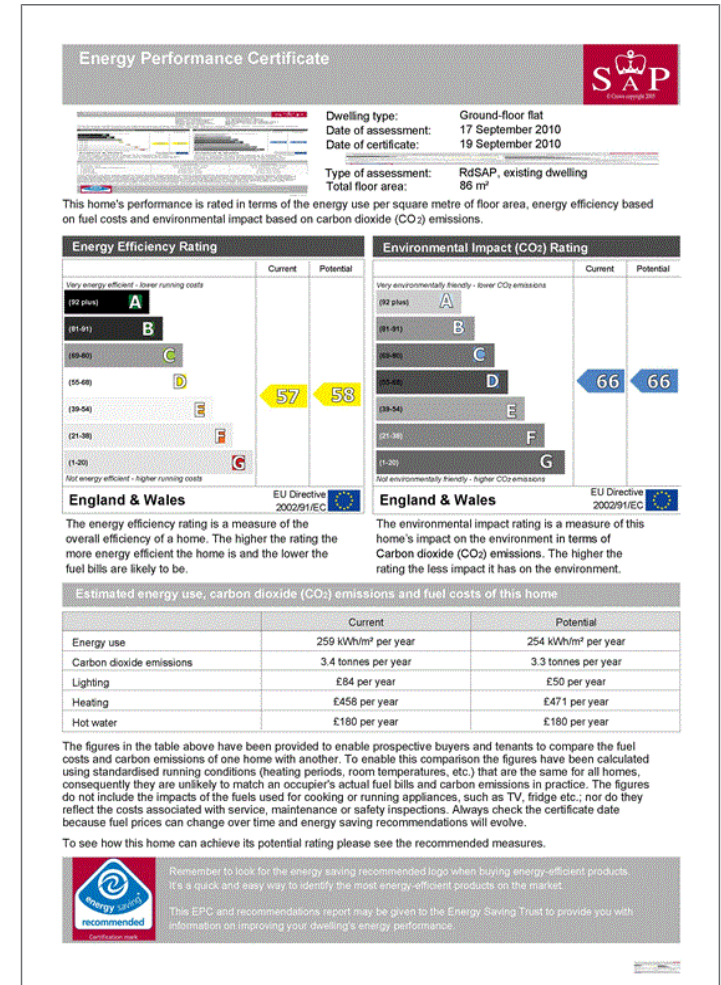 Energy Performance Certificate
SAP
© Crown copyright 2005
Dwelling type: Ground-floor flat
Date of assessment: 17 September 2010
Date of certificate: 19 September 2010
Type of assessment: RdSAP, existing dwelling
Total floor area: 86 m²
This home's performance is rated in terms of the energy use per square metre of floor area, energy efficiency based
on fuel costs and environmental impact based on carbon dioxide (CO2) emissions.
Energy Efficiency Rating
Current Potential
Very energy efficient - lower running costs
(92 plus) A
(81-91) B
(69-80) C
(55-68) D
57 58
(39-54) E
(21-38) F
(1-20) G
Not energy efficient - higher running costs
England & Wales
EU Directive
2002/91/EC
The energy efficiency rating is a measure of the
overall efficiency of a home. The higher the rating the
more energy efficient the home is and the lower the
fuel bills are likely to be.
Environmental Impact (CO2) Rating
Current Potential
Very environmentally friendly - lower CO2 emissions
(92 plus) A
(81-91) B
(69-80) C
(55-68) D
66 66
(39-54) E
(21-38) F
(1-20) G
Not environmentally friendly - higher CO2 emissions
England & Wales
EU Directive
2002/91/EC
The environmental impact rating is a measure of this
home's impact on the environment in terms of
Carbon dioxide (CO2) emissions. The higher the
rating the less impact it has on the environment.
Estimated energy use, carbon dioxide (CO2) emissions and fuel costs of this home
Current Potential
Energy use 259 kWh/m² per year 254 kWh/m² per year
Carbon dioxide emissions 3.4 tonnes per year 3.3 tonnes per year
Lighting £84 per year £50 per year
Heating £458 per year £471 per year
Hot water £180 per year £180 per year
The figures in the table above have been provided to enable prospective buyers and tenants to compare the fuel
costs and carbon emissions of one home with another. To enable this comparison the figures have been calculated
using standardised running conditions (heating periods, room temperatures, etc.) that are the same for all homes,
consequently they are unlikely to match an occupier's actual fuel bills and carbon emissions in practice. The figures
do not include the impacts of the fuels used for cooking or running appliances, such as TV, fridge etc.; nor do they
reflect the costs associated with service, maintenance or safety inspections. Always check the certificate date
because fuel prices can change over time and energy saving recommendations will evolve.
To see how this home can achieve its potential rating please see the recommended measures.
energy saving
recommended
Certification mark
Remember to look for the energy saving recommended logo when buying energy-efficient products.
It's a quick and easy way to identify the most energy-efficient products on the market.
This EPC and recommendations report may be given to the Energy Saving Trust to provide you with
information on improving your dwelling's energy performance.